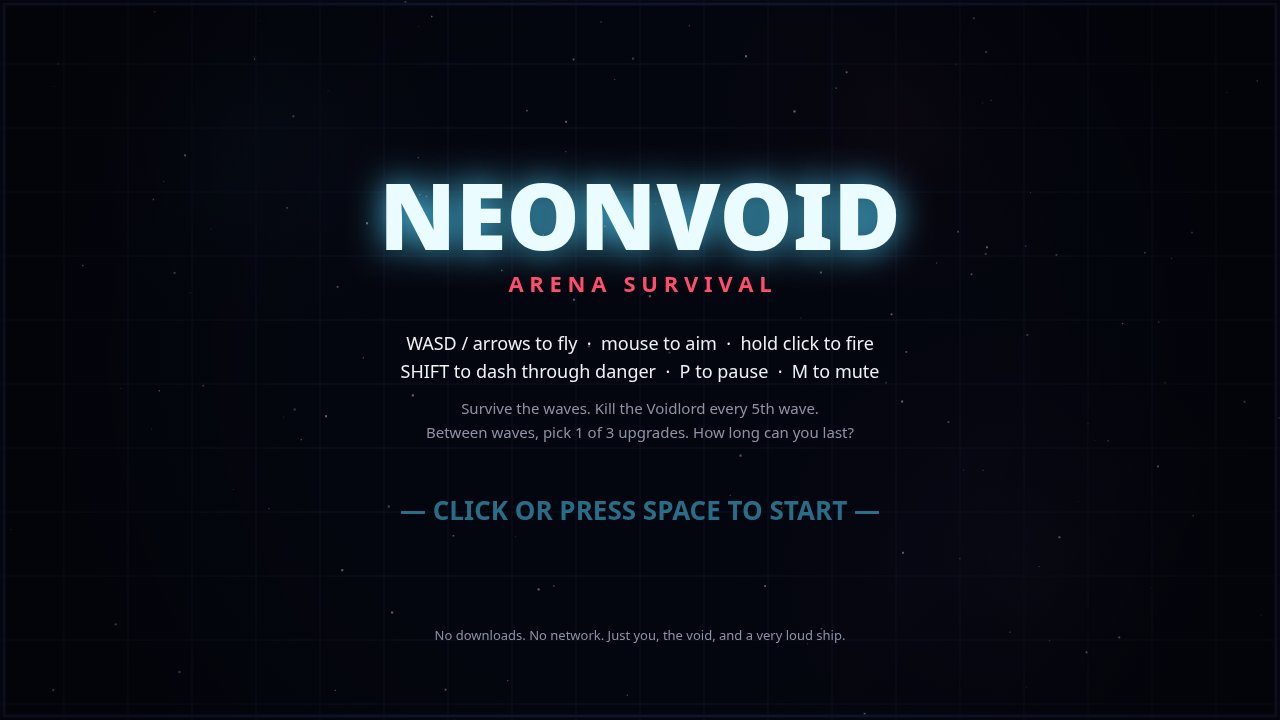 NEONVOID
ARENA SURVIVAL
WASD / arrows to fly · mouse to aim · hold click to fire
SHIFT to dash through danger · P to pause · M to mute
Survive the waves. Kill the Voidlord every 5th wave.
Between waves, pick 1 of 3 upgrades. How long can you last?
— CLICK OR PRESS SPACE TO START —
No downloads. No network. Just you, the void, and a very loud ship.